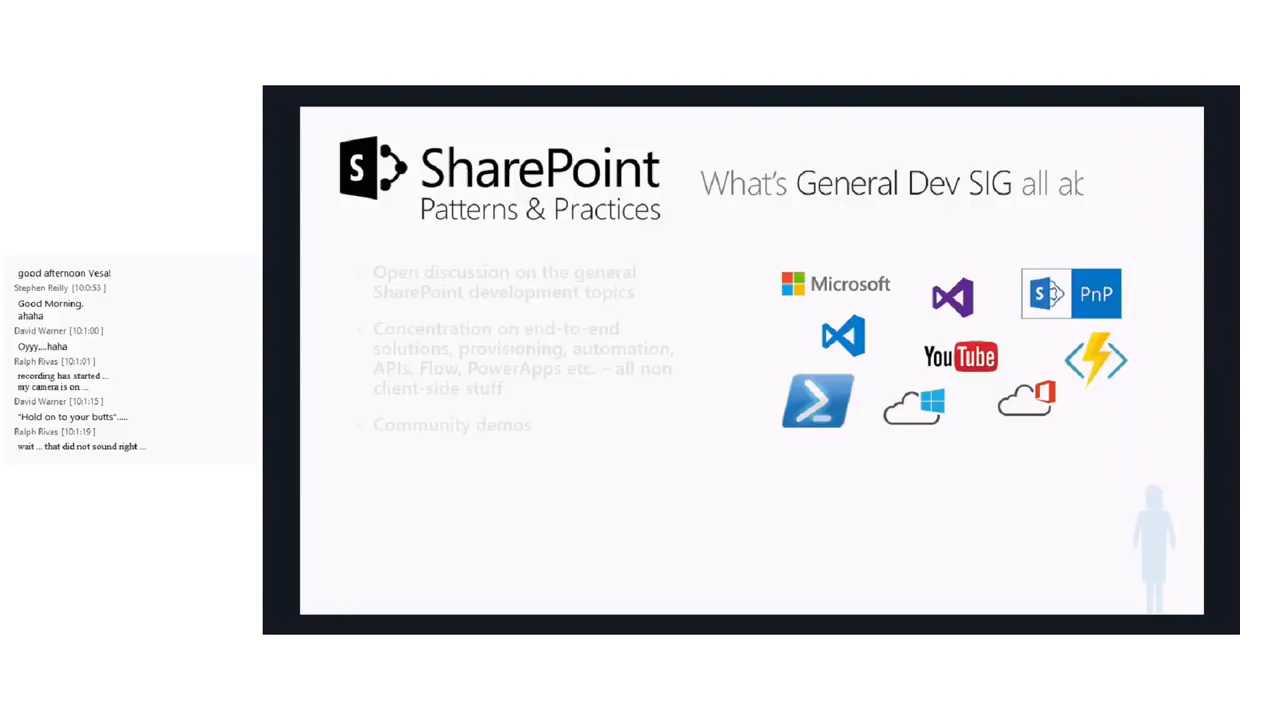 good afternoon Vesa!
Stephen Reilly [10:0:53 ]
Good Morning.
ahaha
David Warner [10:1:00 ]
Oyyy....haha
Ralph Rivas [10:1:01 ]
recording has started ...
my camera is on ...
David Warner [10:1:15 ]
"Hold on to your butts".....
Ralph Rivas [10:1:19 ]
wait ... that did not sound right ...
S
SharePoint
Patterns & Practices
What's General Dev SIG all ab
Open discussion on the general
SharePoint development topics
Concentration on end-to-end
solutions, provisioning, automation,
APIs, Flow, PowerApps etc. – all non
client-side stuff
Community demos
Microsoft
S PnP
YouTube